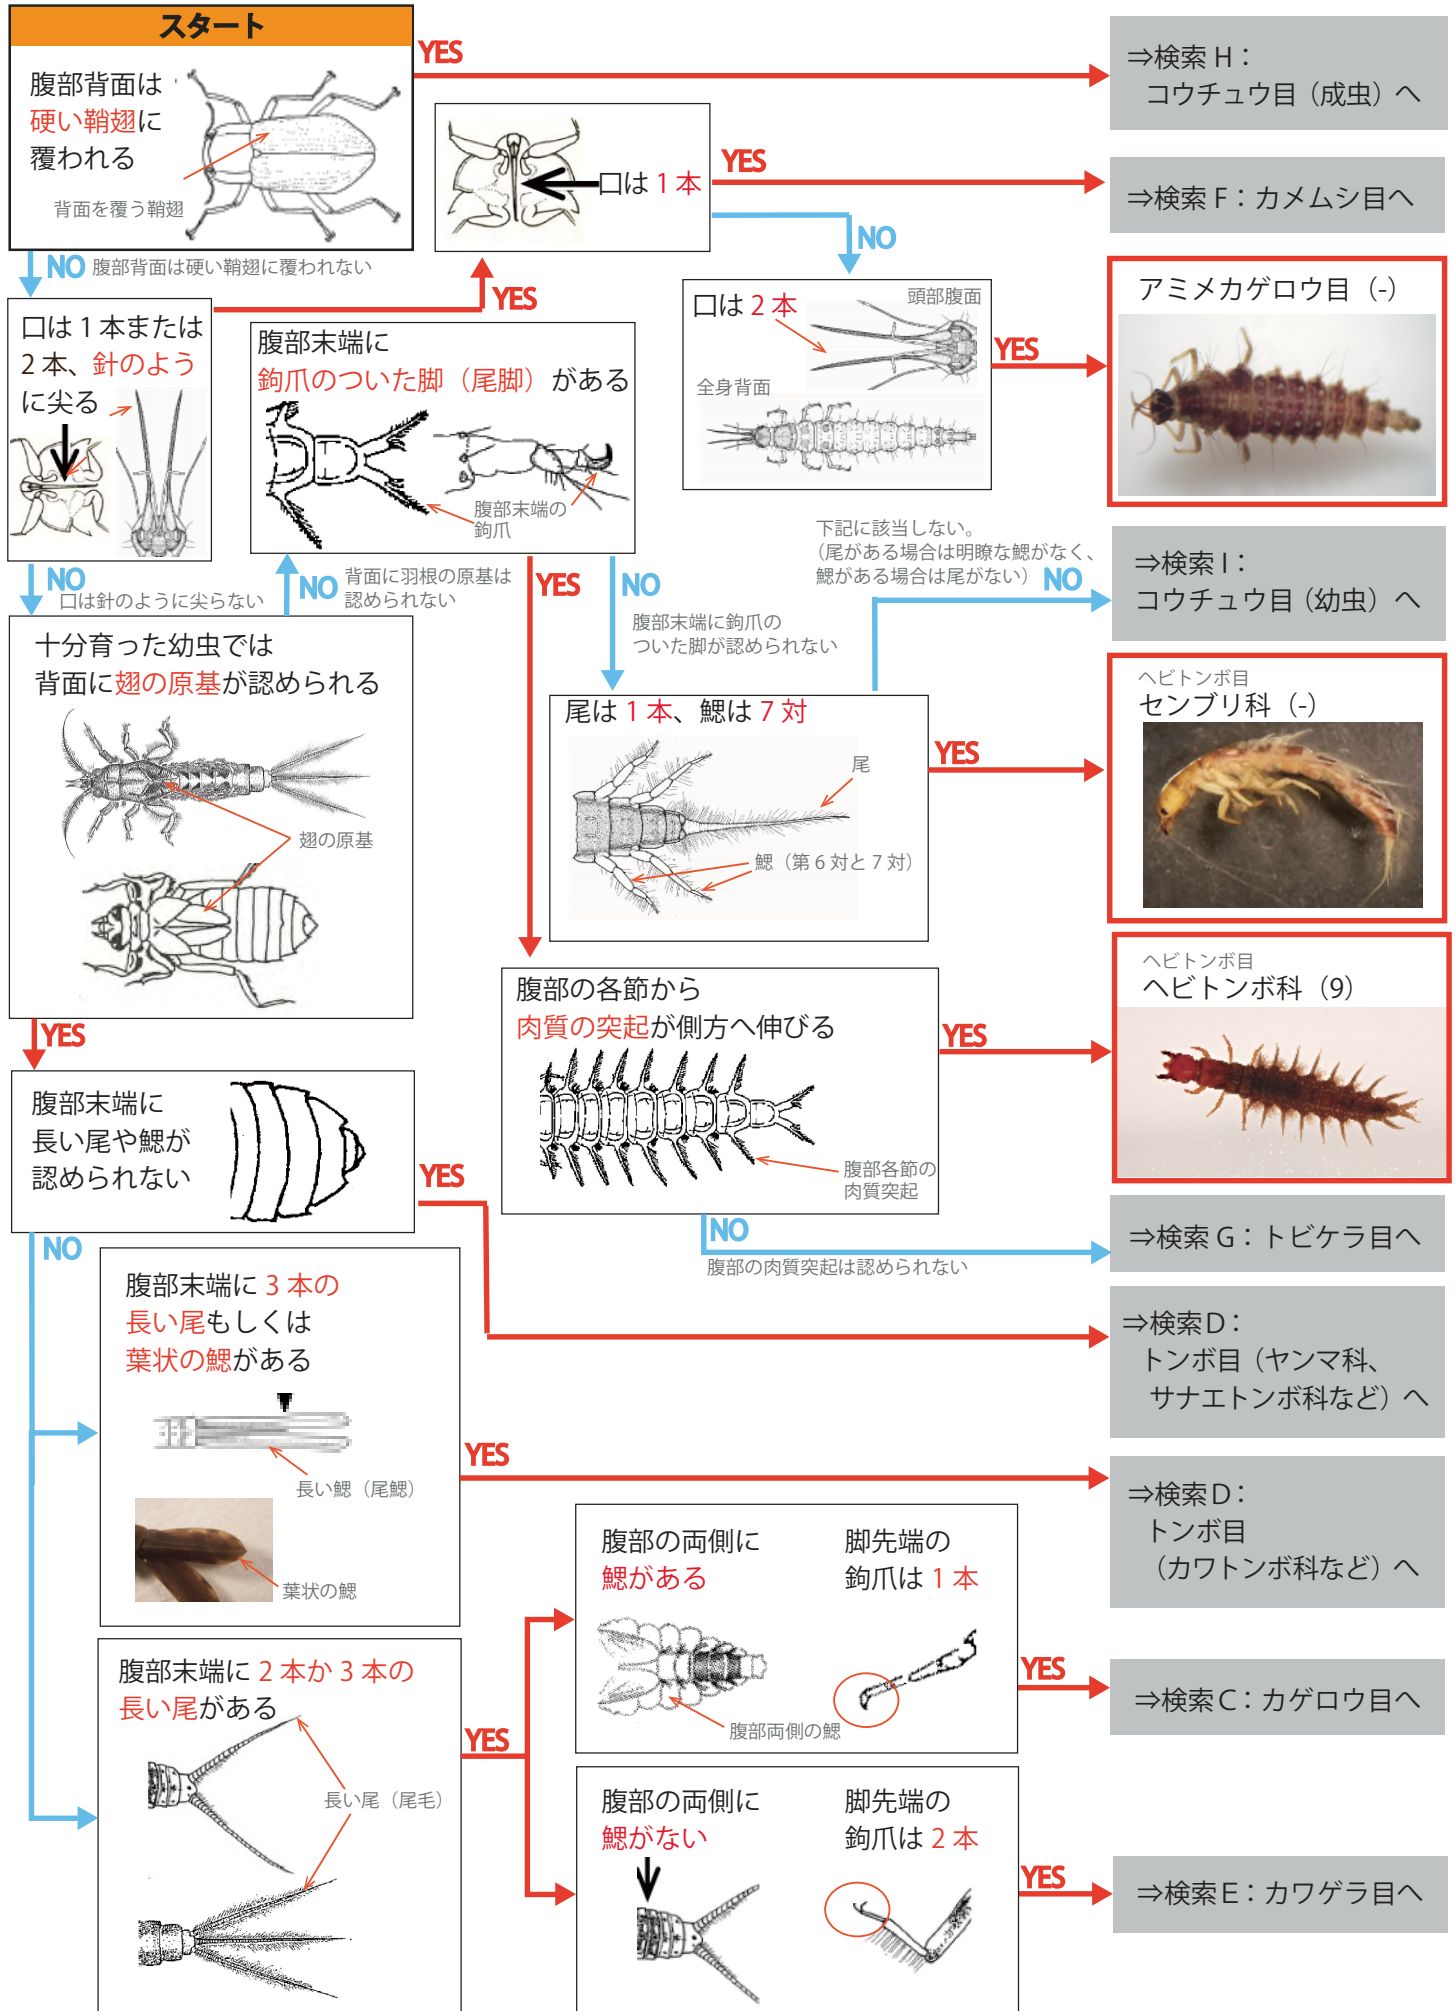 スタート
腹部背面は
硬い鞘翅に
覆われる
背面を覆う鞘翅
YES
⇒検索 H：
コウチュウ目（成虫）へ
NO 腹部背面は硬い鞘翅に覆われない
口は 1 本
YES
⇒検索 F：カメムシ目へ
NO
口は 1 本または
2 本、針のよう
に尖る
YES
口は 2 本
頭部腹面
全身背面
YES
アミメカゲロウ目（-）
腹部末端に
鉤爪のついた脚（尾脚）がある
腹部末端の
鉤爪
NO
口は針のように尖らない
NO 背面に羽根の原基は
認められない
YES
NO
腹部末端に鉤爪の
ついた脚が認められない
下記に該当しない。
（尾がある場合は明瞭な鰓がなく、
鰓がある場合は尾がない）NO
⇒検索 I：
コウチュウ目（幼虫）へ
十分育った幼虫では
背面に翅の原基が認められる
翅の原基
尾は 1 本、鰓は 7 対
尾
鰓（第 6 対と 7 対）
YES
ヘビトンボ目
センブリ科（-）
YES
腹部の各節から
肉質の突起が側方へ伸びる
腹部各節の
肉質突起
YES
ヘビトンボ目
ヘビトンボ科（9）
NO
腹部の肉質突起は認められない
⇒検索 G：トビケラ目へ
腹部末端に
長い尾や鰓が
認められない
YES
⇒検索 D：
トンボ目（ヤンマ科、
サナエトンボ科など）へ
NO
腹部末端に 3 本の
長い尾もしくは
葉状の鰓がある
長い鰓（尾鰓）
葉状の鰓
YES
⇒検索 D：
トンボ目
（カワトンボ科など）へ
腹部末端に 2 本か 3 本の
長い尾がある
長い尾（尾毛）
YES
腹部の両側に
鰓がある
腹部両側の鰓
脚先端の
鉤爪は 1 本
YES
⇒検索 C：カゲロウ目へ
腹部の両側に
鰓がない
脚先端の
鉤爪は 2 本
YES
⇒検索 E：カワゲラ目へ